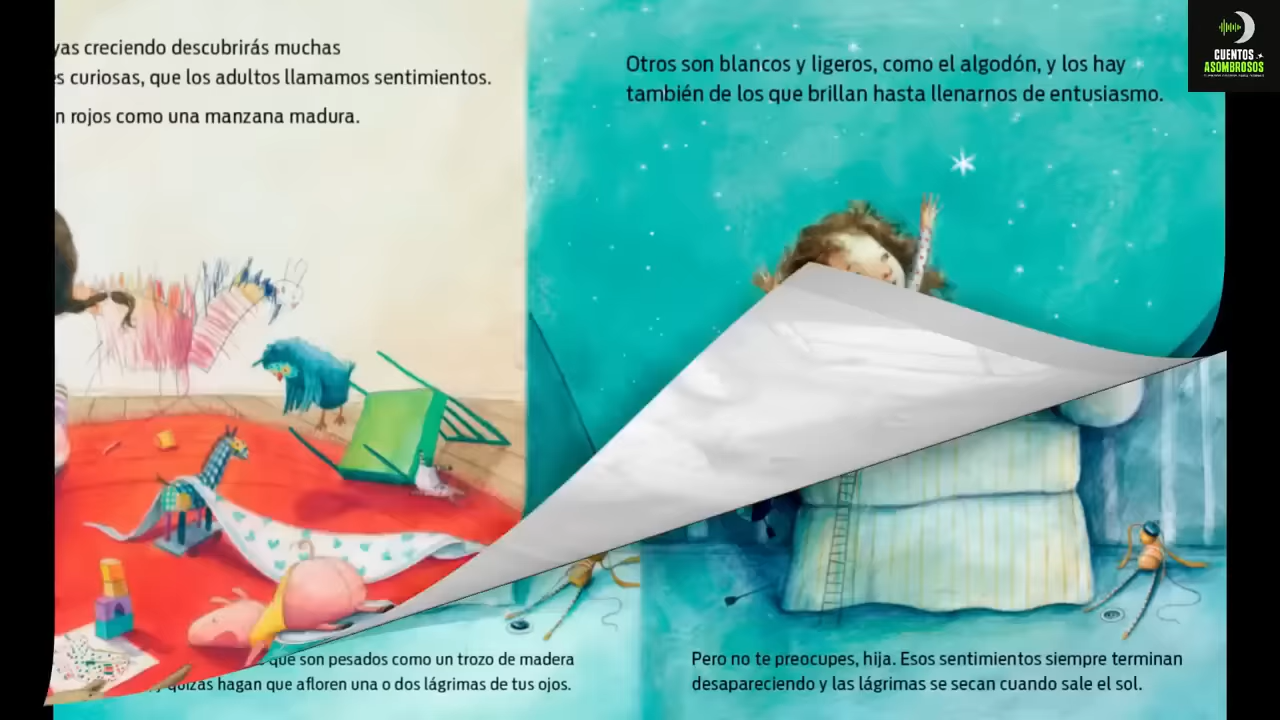 yas creciendo descubrirás muchas
s curiosas, que los adultos llamamos sentimientos.
n rojos como una manzana madura.
Otros son blancos y ligeros, como el algodón, y los hay
también de los que brillan hasta llenarnos de entusiasmo.
que son pesados como un trozo de madera
y quizás hagan que afloren una o dos lágrimas de tus ojos.
Pero no te preocupes, hija. Esos sentimientos siempre terminan
desapareciendo y las lágrimas se secan cuando sale el sol.
CUENTOS
ASOMBROSOS